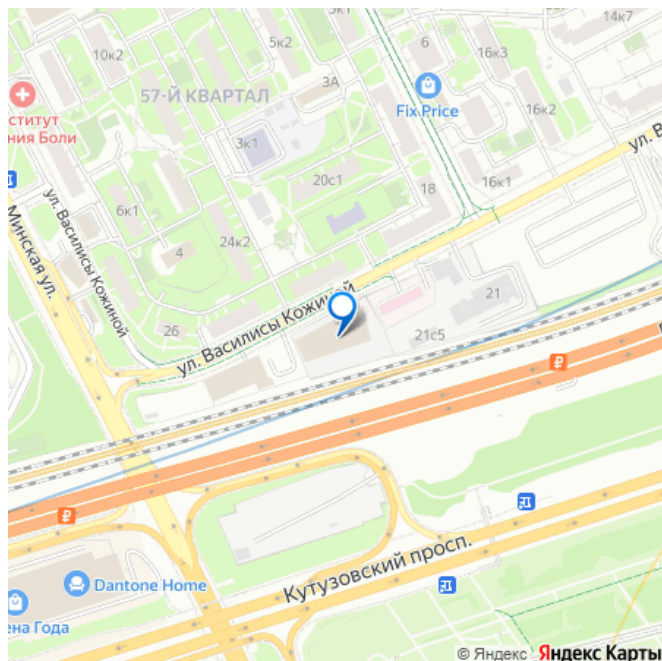 14к7
5к1
5к2
10к2
6
16к3
3А
57-Й КВАРТАЛ
Fix Price
16к2
ститут
ния Боли
3к1
ул. В
20с1
18
16к1
6к1
24к2
4
Минская ул.
ул. Василисы Кожиной
26
ул. Василисы Кожиной
21
21с5
Кутузовский просп.
Dantone Home
ена Года
© Яндекс Яндекс Карты